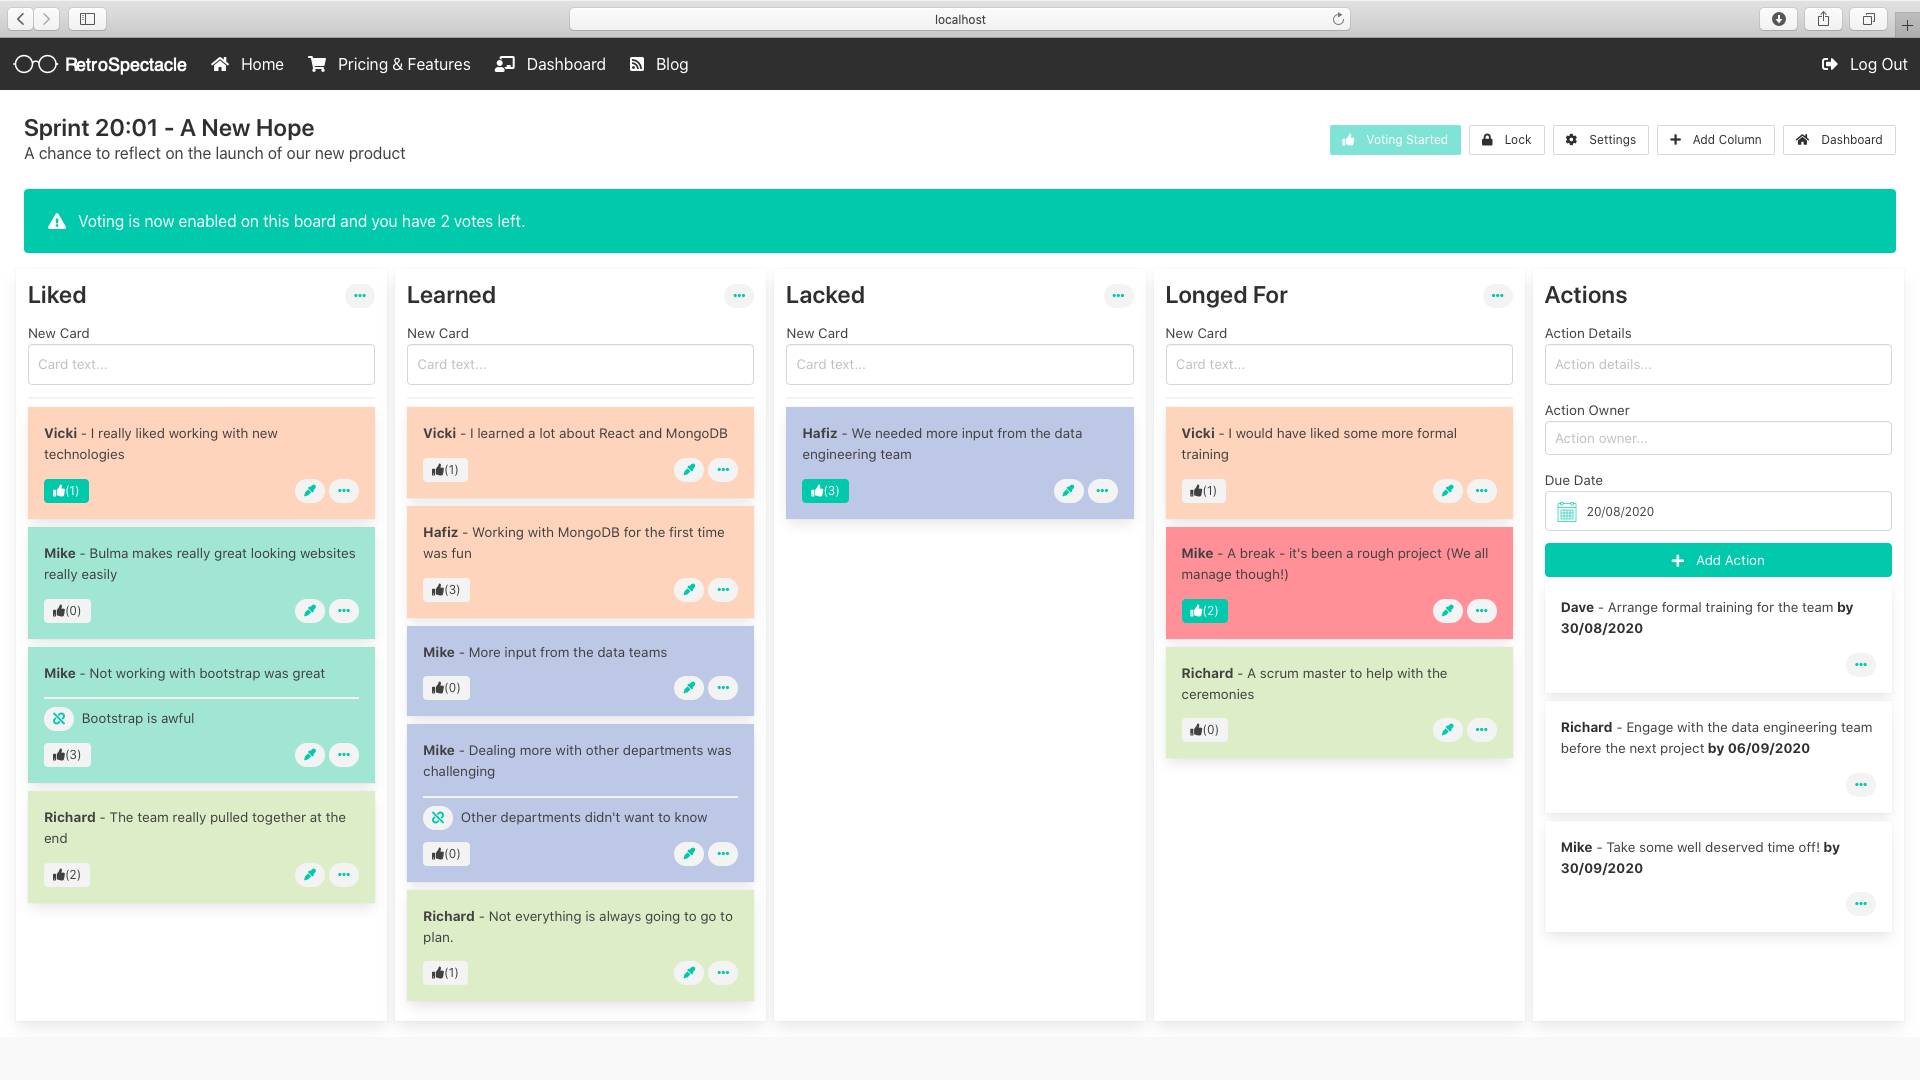 localhost
RetroSpectacle
Home
Pricing & Features
Dashboard
Blog
Log Out
Sprint 20:01 - A New Hope
A chance to reflect on the launch of our new product
Voting Started
Lock
Settings
Add Column
Dashboard
Voting is now enabled on this board and you have 2 votes left.
Liked
New Card
Card text...
Vicki - I really liked working with new
technologies
(1)
Mike - Bulma makes really great looking websites
really easily
(0)
Mike - Not working with bootstrap was great
Bootstrap is awful
(3)
Richard - The team really pulled together at the
end
(2)
Learned
New Card
Card text...
Vicki - I learned a lot about React and MongoDB
(1)
Hafiz - Working with MongoDB for the first time
was fun
(3)
Mike - More input from the data teams
(0)
Mike - Dealing more with other departments was
challenging
Other departments didn't want to know
(0)
Richard - Not everything is always going to go to
plan.
(1)
Lacked
New Card
Card text...
Hafiz - We needed more input from the data
engineering team
(3)
Longed For
New Card
Card text...
Vicki - I would have liked some more formal
training
(1)
Mike - A break - it's been a rough project (We all
manage though!)
(2)
Richard - A scrum master to help with the
ceremonies
(0)
Actions
Action Details
Action details...
Action Owner
Action owner...
Due Date
20/08/2020
Add Action
Dave - Arrange formal training for the team by
30/08/2020
Richard - Engage with the data engineering team
before the next project by 06/09/2020
Mike - Take some well deserved time off! by
30/09/2020